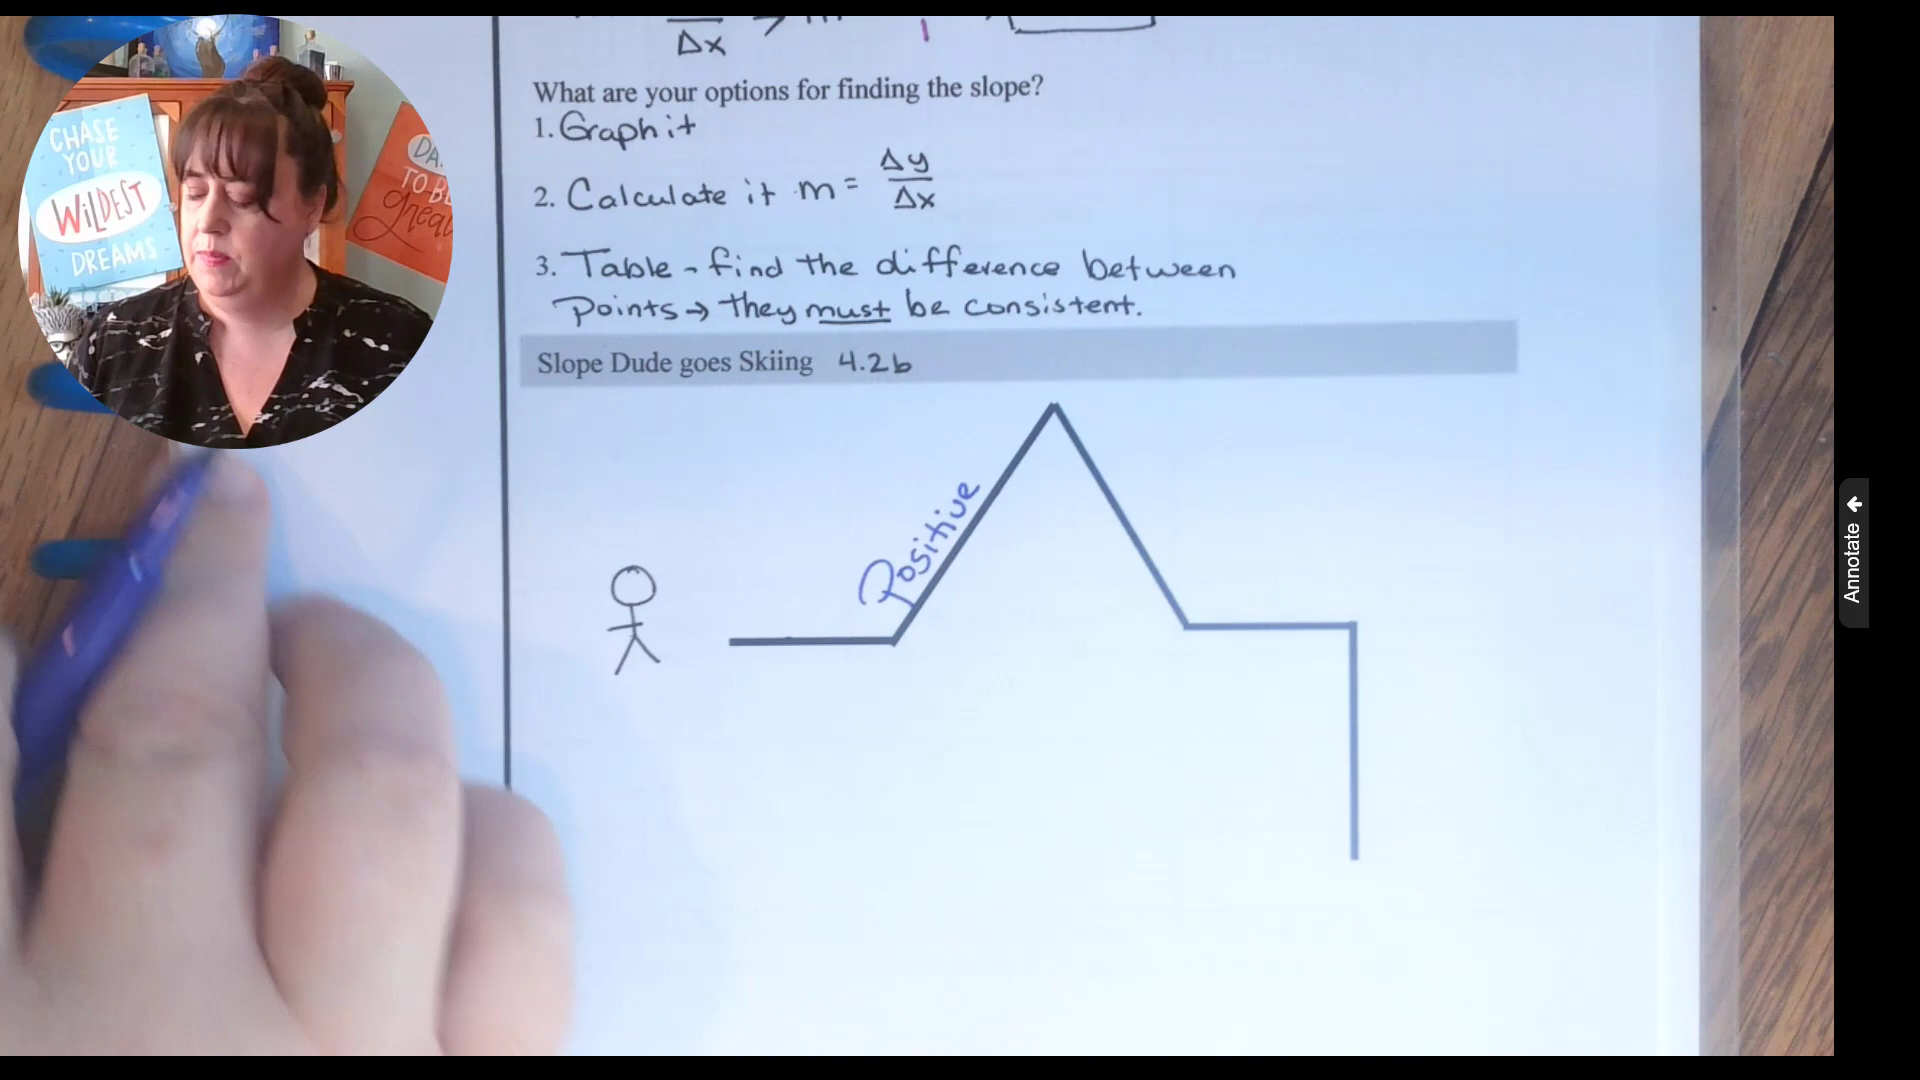 Δx
What are your options for finding the slope?
1. Graph it
2. Calculate it m = Δy/Δx
3. Table - find the difference between
Points → they must be consistent.
Slope Dude goes Skiing 4.2b
Positive
CHASE
YOUR
WILDEST
DREAMS
TO BE
great
Annotate